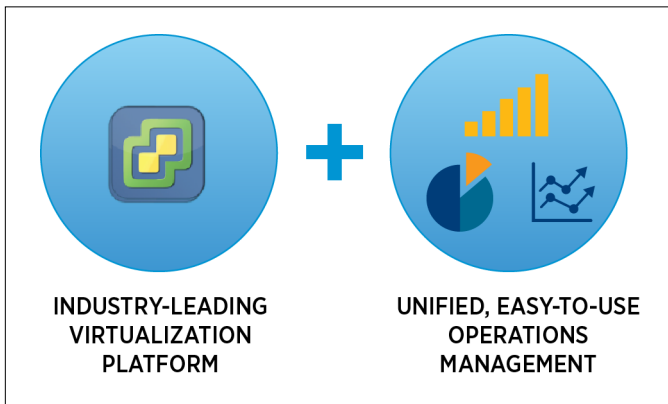 INDUSTRY-LEADING
VIRTUALIZATION
PLATFORM
UNIFIED, EASY-TO-USE
OPERATIONS
MANAGEMENT